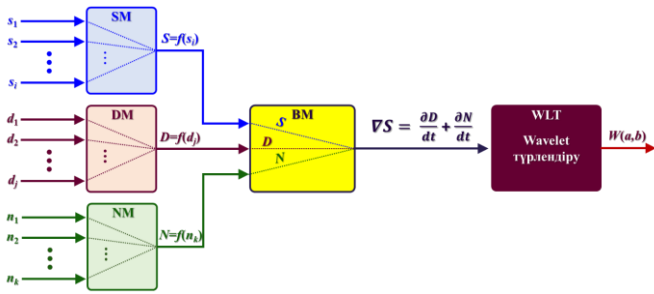 SM
s1
s2
si
S=f(si)
DM
d1
d2
dj
D=f(dj)
NM
n1
n2
nk
N=f(nk)
BM
S
D
N
∇S = ∂D/dt + ∂N/dt
WLT
Wavelet
түрлендіру
W(a,b)